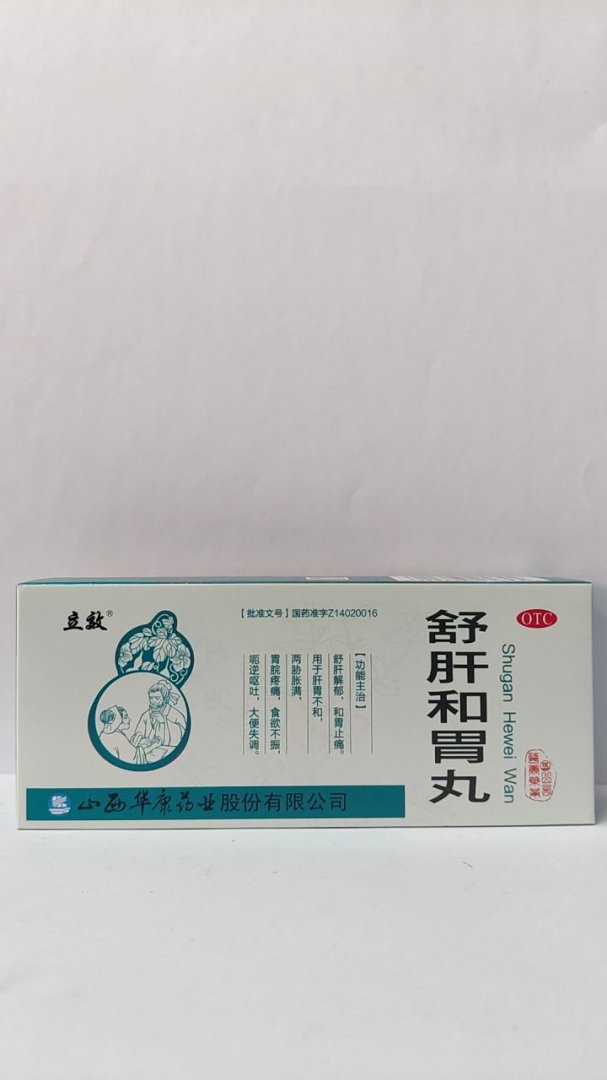 立效®
【批准文号】国药准字Z14020016
【功能主治】
舒肝解郁，和胃止痛。
用于肝胃不和，
两胁胀满，
胃脘疼痛，食欲不振，
呃逆呕吐，大便失调。
舒肝和胃丸
Shugan Hewei Wan
OTC
山西华康药业股份有限公司